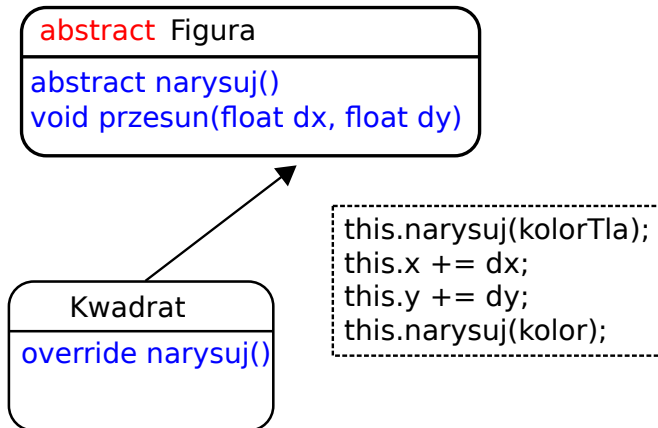 abstract Figura
abstract narysuj()
void przesun(float dx, float dy)
this.narysuj(kolorTla);
this.x += dx;
this.y += dy;
this.narysuj(kolor);
Kwadrat
override narysuj()